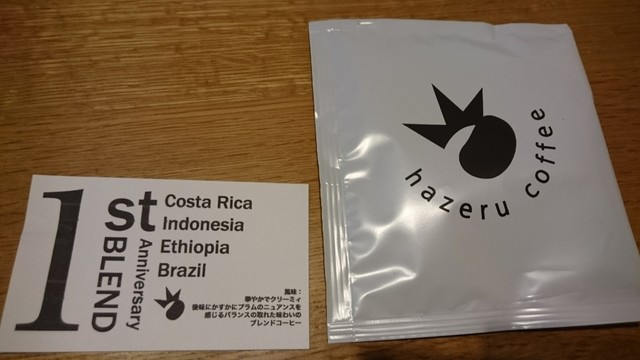 1st
Anniversary
BLEND
Costa Rica
Indonesia
Ethiopia
Brazil
風味：
華やかでクリーミィ
後味にかすかにプラムのニュアンスを
感じるバランスの取れた味わいの
ブレンドコーヒー
hazeru coffee